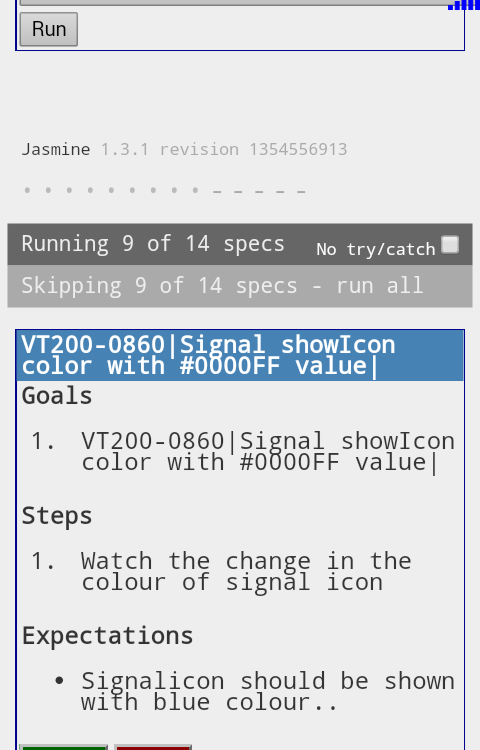 Run
Jasmine 1.3.1 revision 1354556913
• • • • • • • • • - - - - -
Running 9 of 14 specs No try/catch
Skipping 9 of 14 specs - run all
VT200-0860|Signal showIcon
color with #0000FF value|
Goals
1. VT200-0860|Signal showIcon
color with #0000FF value|
Steps
1. Watch the change in the
colour of signal icon
Expectations
• Signalicon should be shown
with blue colour..